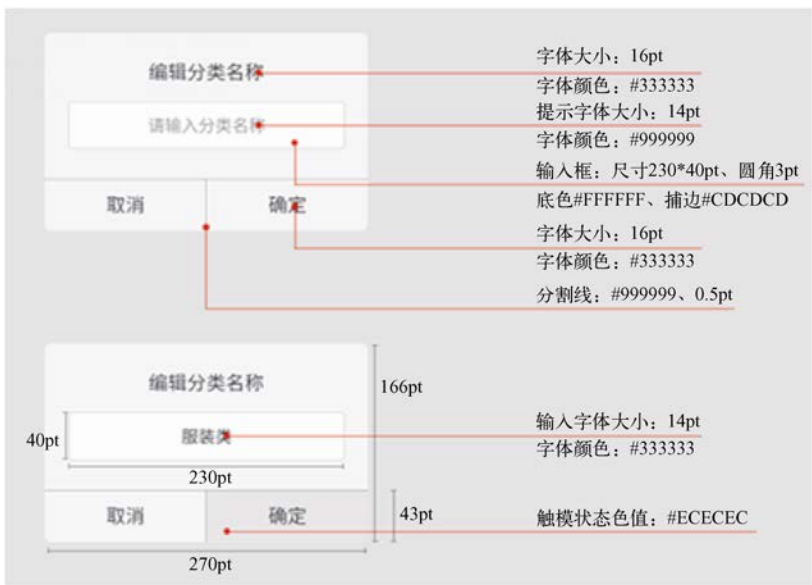 编辑分类名称
请输入分类名称
取消
确定
字体大小：16pt
字体颜色：#333333
提示字体大小：14pt
字体颜色：#999999
输入框：尺寸230*40pt、圆角3pt
底色#FFFFFF、捕边#CDCDCD
字体大小：16pt
字体颜色：#333333
分割线：#999999、0.5pt
编辑分类名称
166pt
40pt
服装类
230pt
取消
确定
43pt
270pt
输入字体大小：14pt
字体颜色：#333333
触模状态色值：#ECECEC